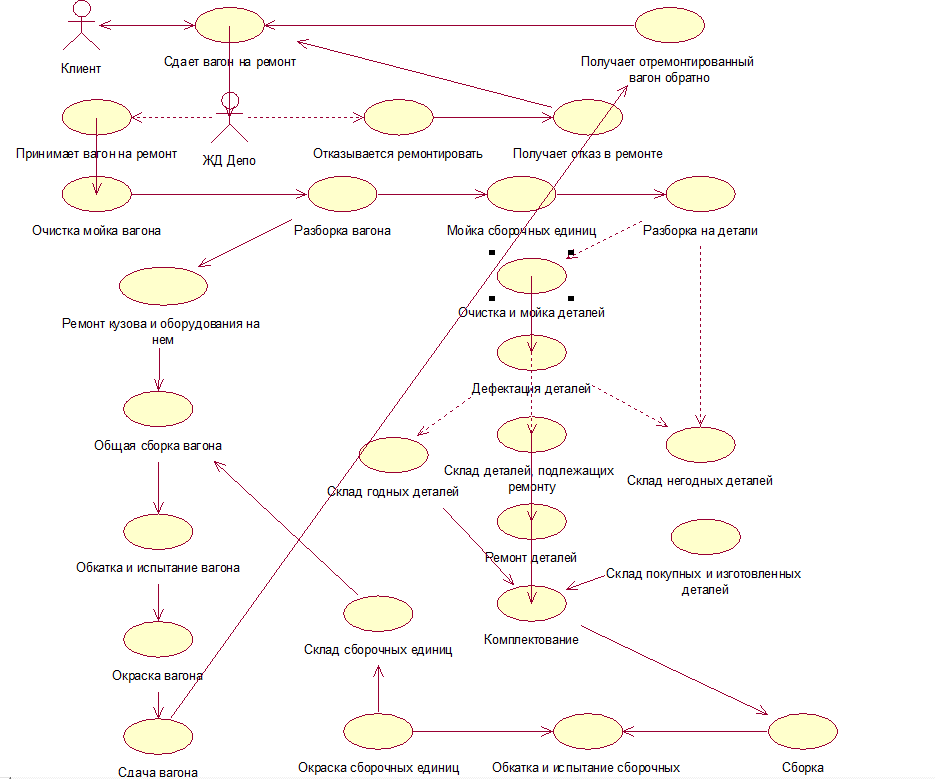 Клиент
Сдает вагон на ремонт
Получает отремонтированный
вагон обратно
Принимает вагон на ремонт
ЖД Депо
Отказывается ремонтировать
Получает отказ в ремонте
Очистка мойка вагона
Разборка вагона
Мойка сборочных единиц
Разборка на детали
Очистка и мойка деталей
Ремонт кузова и оборудования на
нем
Дефектация деталей
Общая сборка вагона
Склад годных деталей
Склад деталей, подлежащих
ремонту
Склад негодных деталей
Обкатка и испытание вагона
Ремонт деталей
Склад покупных и изготовленных
деталей
Комплектование
Склад сборочных единиц
Окраска вагона
Сдача вагона
Окраска сборочных единиц
Обкатка и испытание сборочных
Сборка